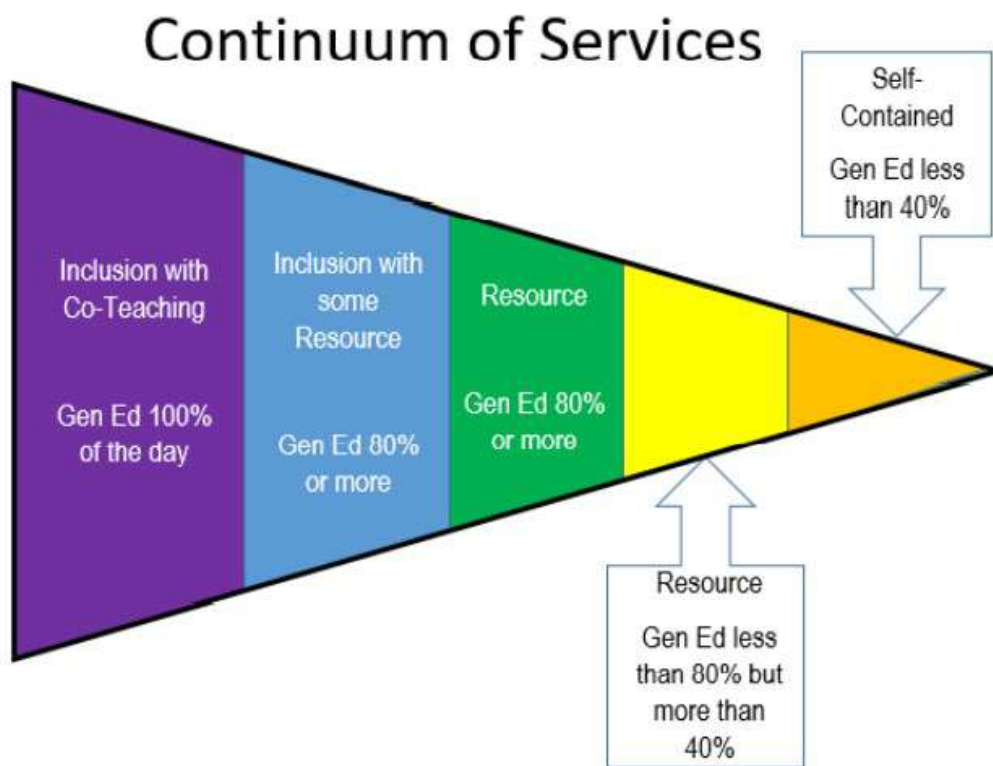 Continuum of Services
Inclusion with
Co-Teaching
Gen Ed 100%
of the day
Inclusion with
some
Resource
Gen Ed 80%
or more
Resource
Gen Ed 80%
or more
Resource
Gen Ed less
than 80% but
more than
40%
Self-
Contained
Gen Ed less
than 40%